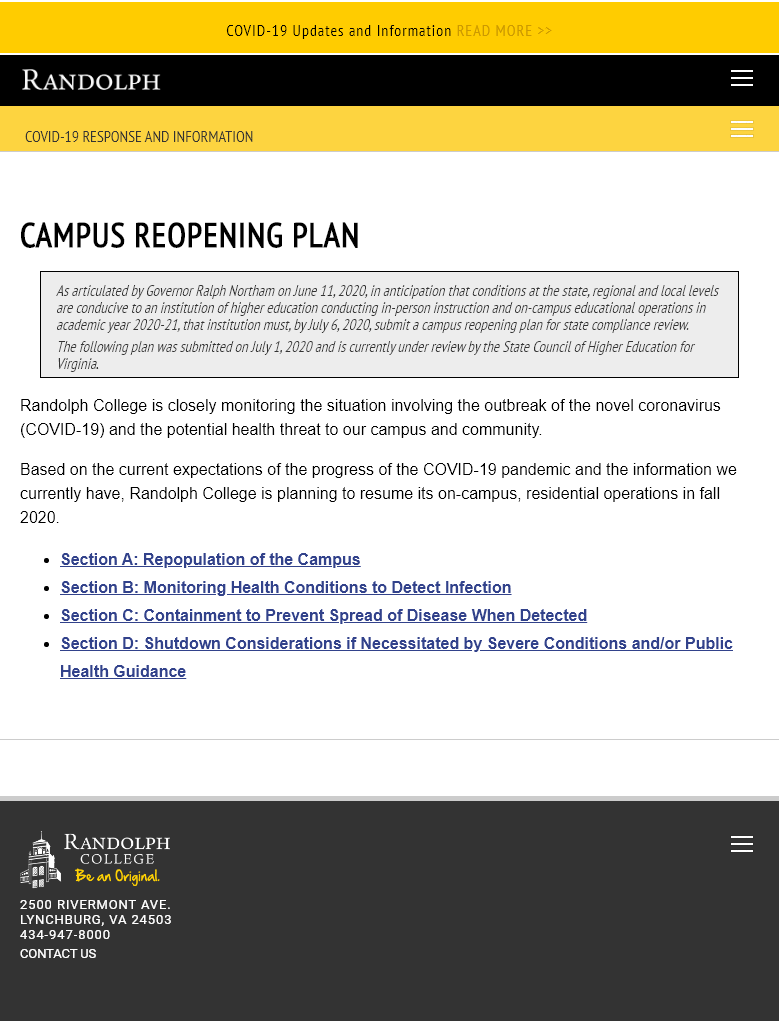 COVID-19 Updates and Information READ MORE >>
RANDOLPH
COVID-19 RESPONSE AND INFORMATION
CAMPUS REOPENING PLAN
As articulated by Governor Ralph Northam on June 11, 2020, in anticipation that conditions at the state, regional and local levels
are conducive to an institution of higher education conducting in-person instruction and on-campus educational operations in
academic year 2020-21, that institution must, by July 6, 2020, submit a campus reopening plan for state compliance review.
The following plan was submitted on July 1, 2020 and is currently under review by the State Council of Higher Education for
Virginia.
Randolph College is closely monitoring the situation involving the outbreak of the novel coronavirus
(COVID-19) and the potential health threat to our campus and community.
Based on the current expectations of the progress of the COVID-19 pandemic and the information we
currently have, Randolph College is planning to resume its on-campus, residential operations in fall
2020.
Section A: Repopulation of the Campus
Section B: Monitoring Health Conditions to Detect Infection
Section C: Containment to Prevent Spread of Disease When Detected
Section D: Shutdown Considerations if Necessitated by Severe Conditions and/or Public
Health Guidance
RANDOLPH
COLLEGE
Be an Original.
2500 RIVERMONT AVE.
LYNCHBURG, VA 24503
434-947-8000
CONTACT US